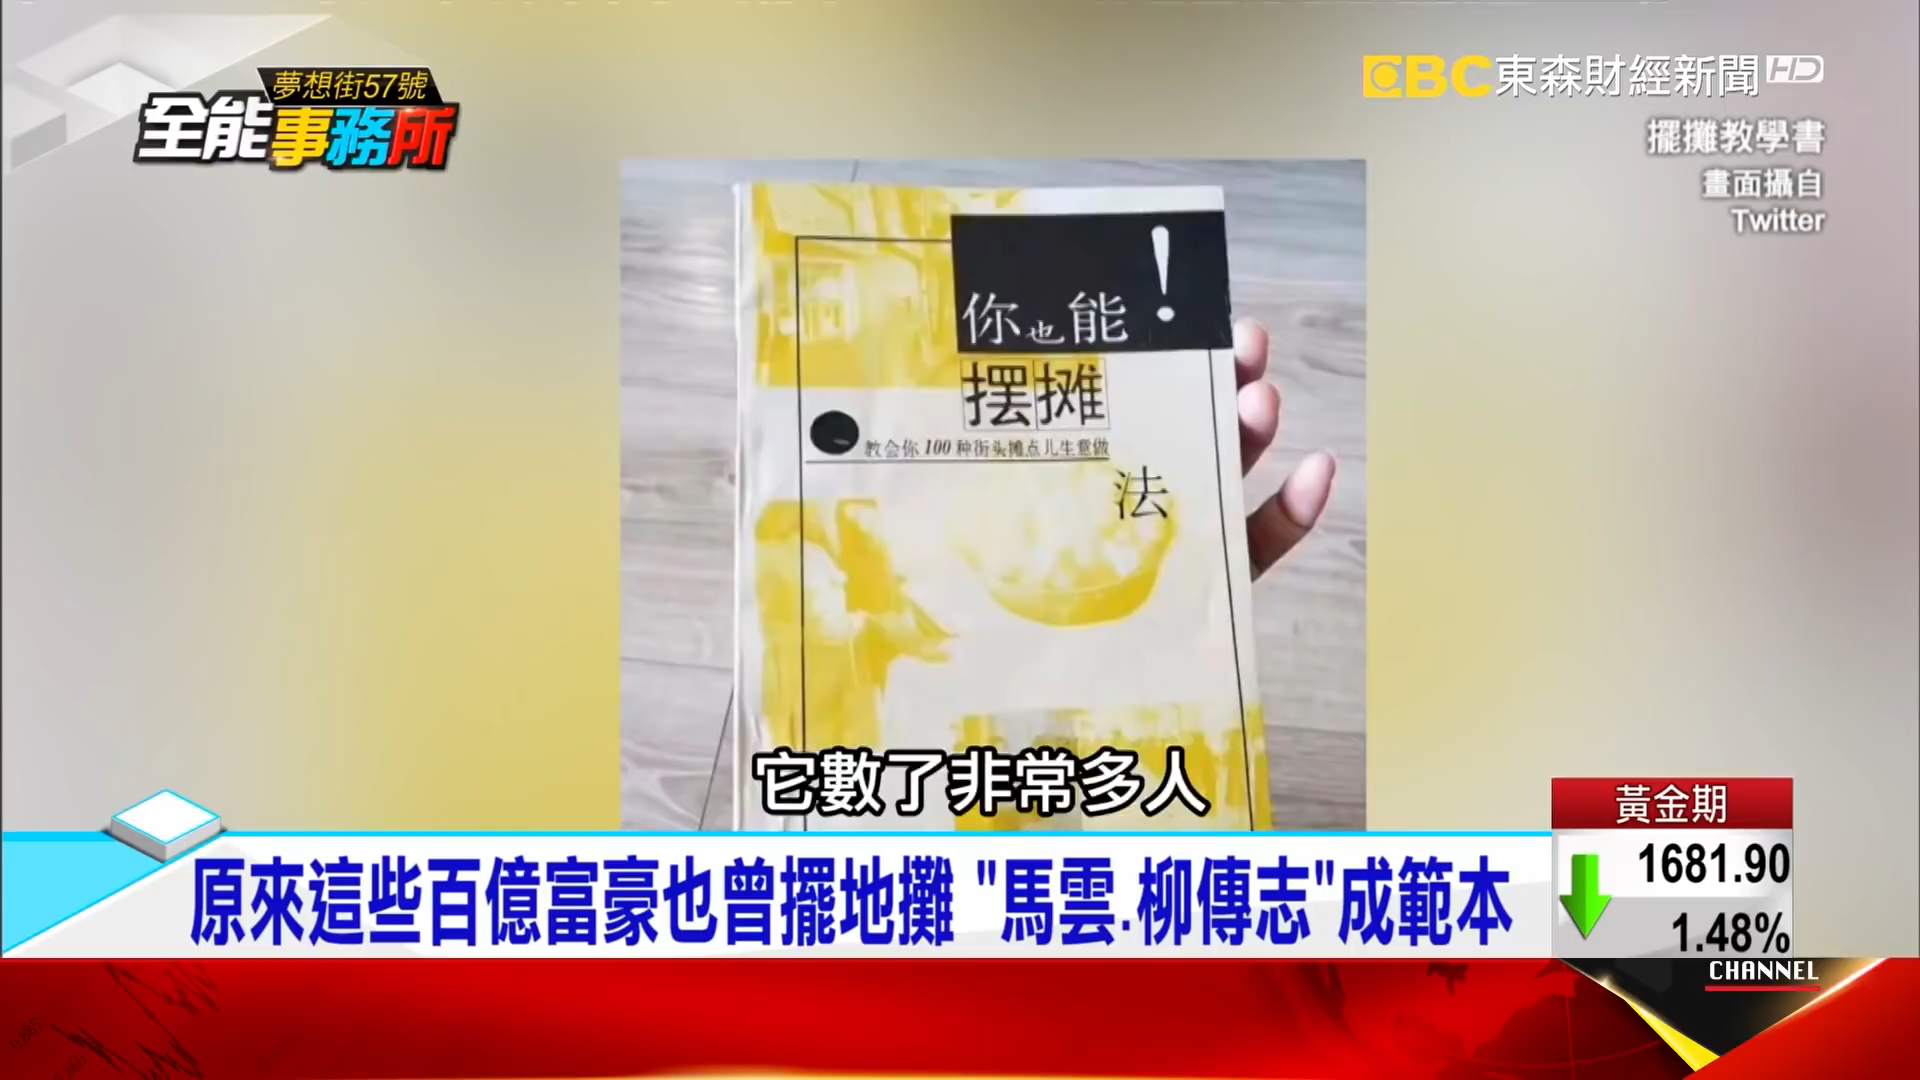 夢想街57號
全能事務所
EBC東森財經新聞HD
擺攤教學書
畫面攝自
Twitter
你也能！
摆摊
教会你100种街头摊点儿生意做
法
它數了非常多人
原來這些百億富豪也曾擺地攤 "馬雲.柳傳志"成範本
黃金期
1681.90
1.48%
CHANNEL